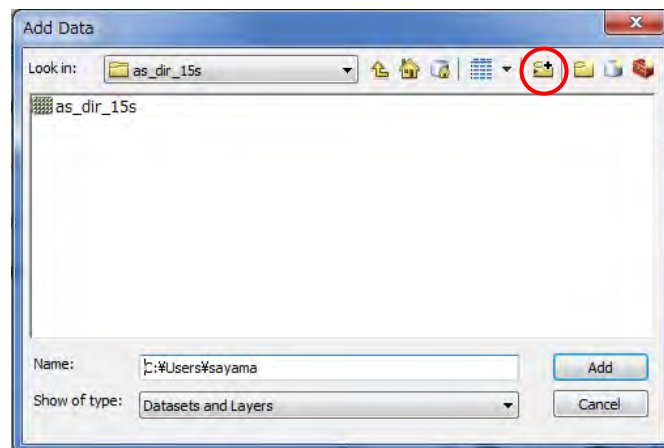 Add Data
Look in: as_dir_15s
as_dir_15s
Name: C:¥Users¥sayama
Add
Show of type: Datasets and Layers
Cancel